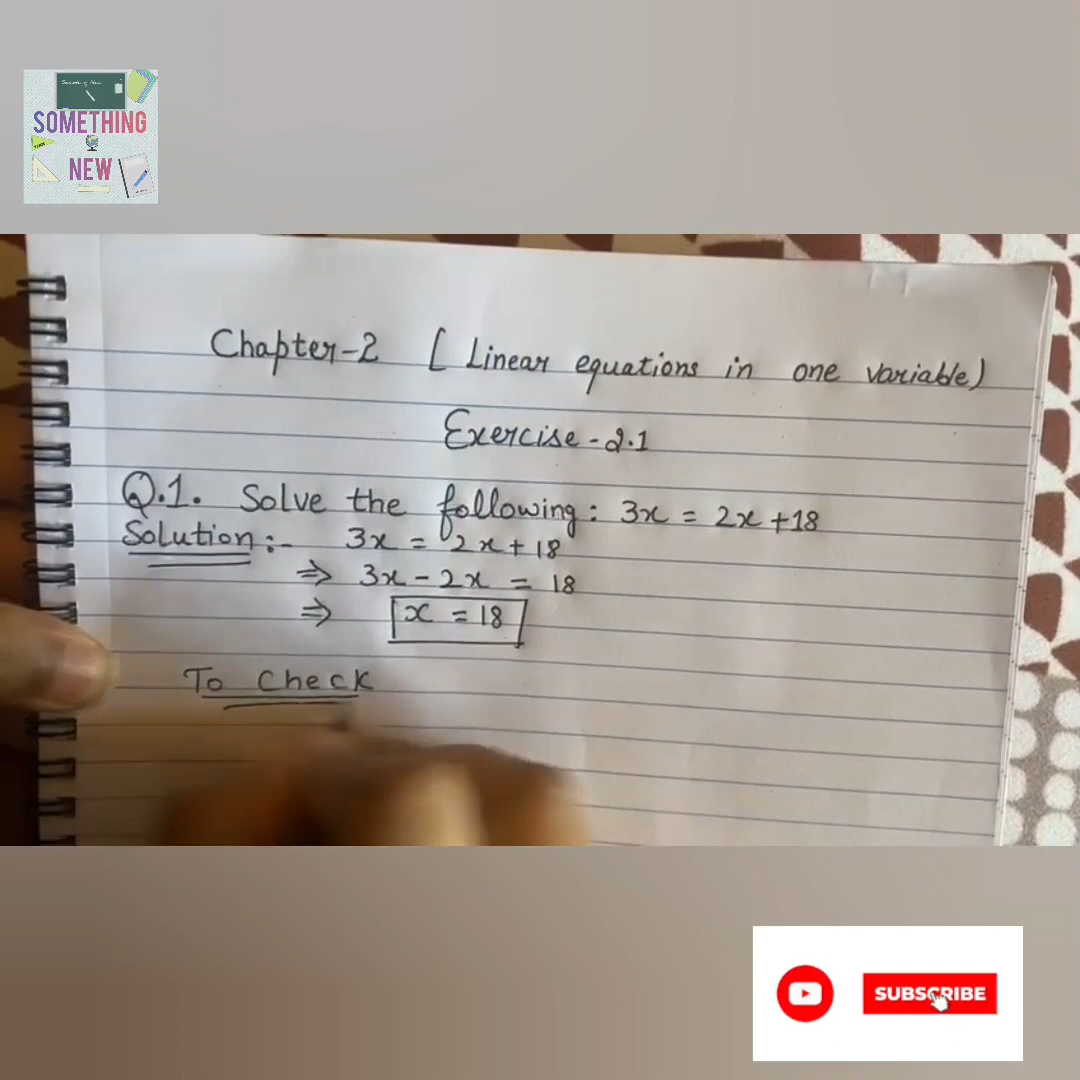 SOMETHING
NEW
Chapter-2 [ Linear equations in one variable)
Exercise-2.1
Q.1. Solve the following: 3x = 2x +18
Solution :- 3x = 2x + 18
⇒ 3x - 2x = 18
⇒ x = 18
To Check
SUBSCRIBE